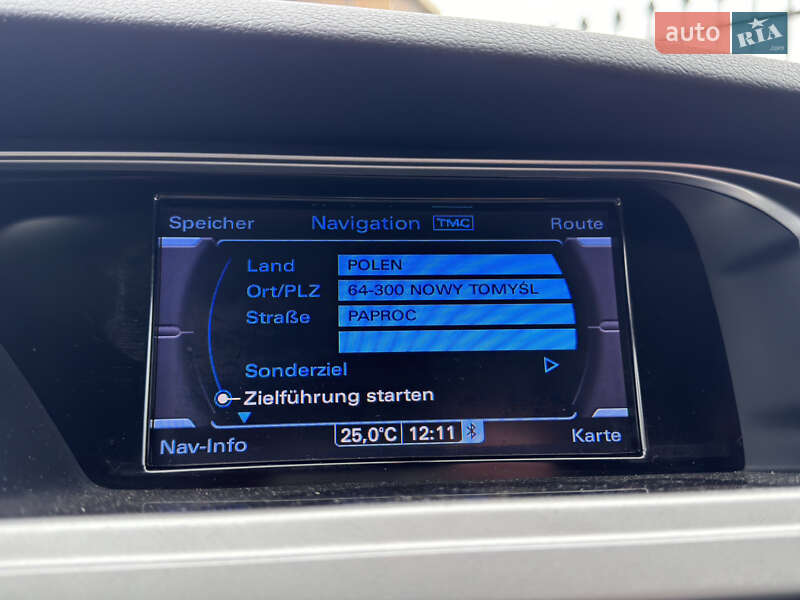 auto RIA
Speicher Navigation TMC Route
Land POLEN
Ort/PLZ 64-300 NOWY TOMYŚL
Straße PAPROC
Sonderziel
Zielführung starten
Nav-Info 25,0°C 12:11 Karte